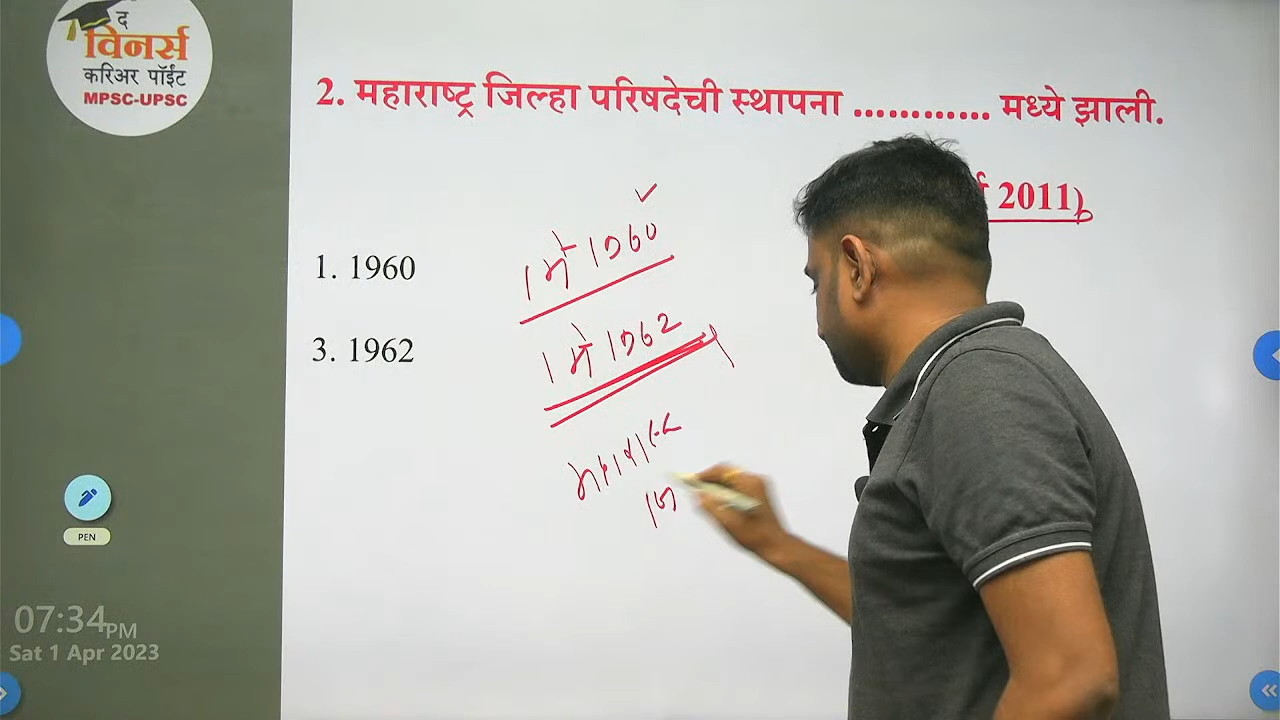 द
विनर्स
करिअर पॉईंट
MPSC-UPSC
2. महाराष्ट्र जिल्हा परिषदेची स्थापना ............ मध्ये झाली.
2011)
1. 1960
1 मे 1960
3. 1962
1 मे 1962
PEN
07:34 PM
Sat 1 Apr 2023